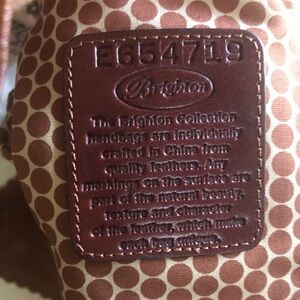 E654719
Brighton
The Brighton Collection
handbags are individually
crafted in China from
quality leathers. Any
markings on the surface are
part of the natural beauty,
texture and character
of the leather, which make
each bag unique.